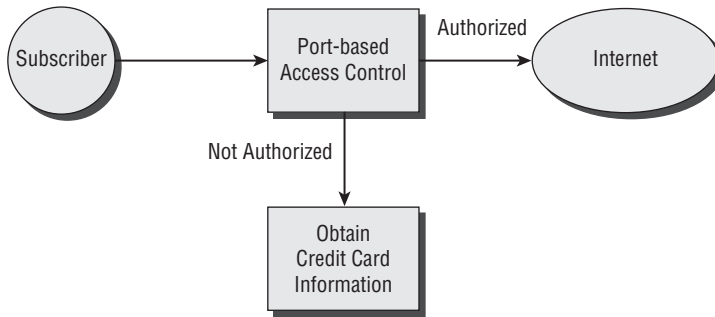 Subscriber
Port-based
Access Control
Authorized
Internet
Not Authorized
Obtain
Credit Card
Information